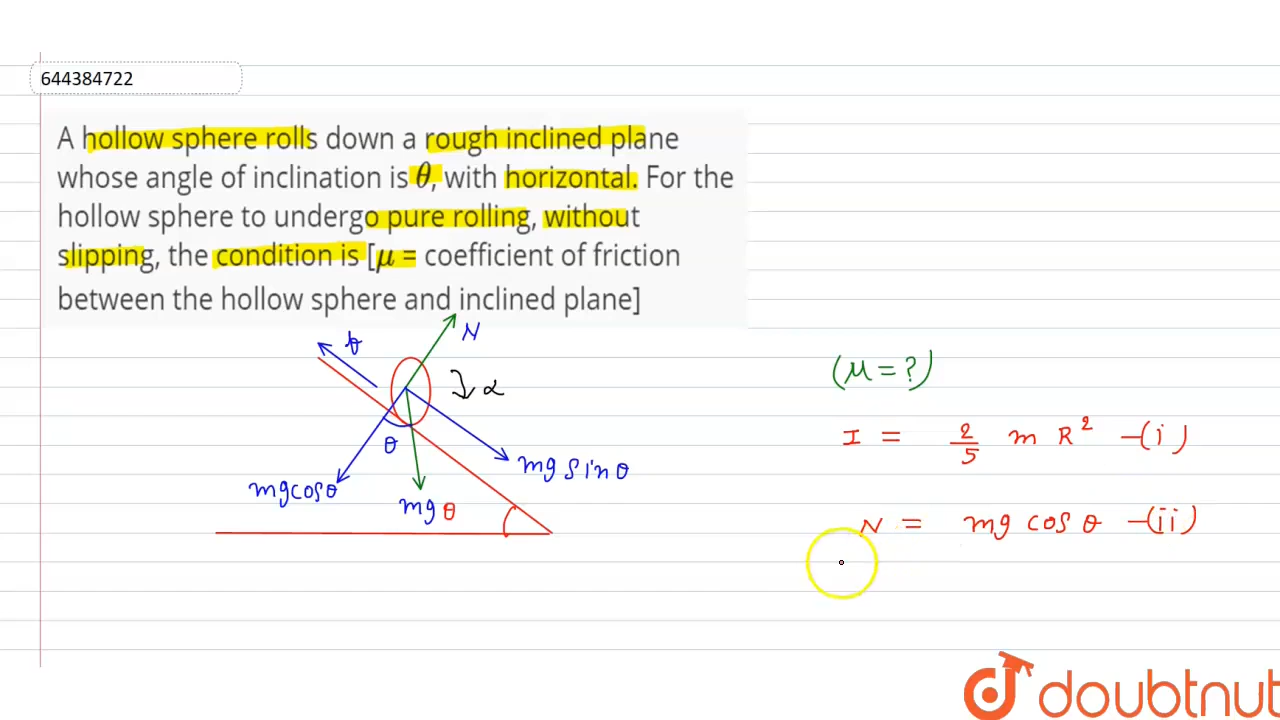 644384722
A hollow sphere rolls down a rough inclined plane
whose angle of inclination is θ, with horizontal. For the
hollow sphere to undergo pure rolling, without
slipping, the condition is [μ = coefficient of friction
between the hollow sphere and inclined plane]
N
α
θ
mg sinθ
mgcosθ
mg θ
(μ = ?)
I = 2/5 m R² -(i)
N = mg cos θ -(ii)
doubtnut